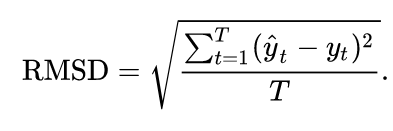 RMSD = \sqrt{\frac{\sum_{t=1}^{T} (\hat{y}_t - y_t)^2}{T}}.